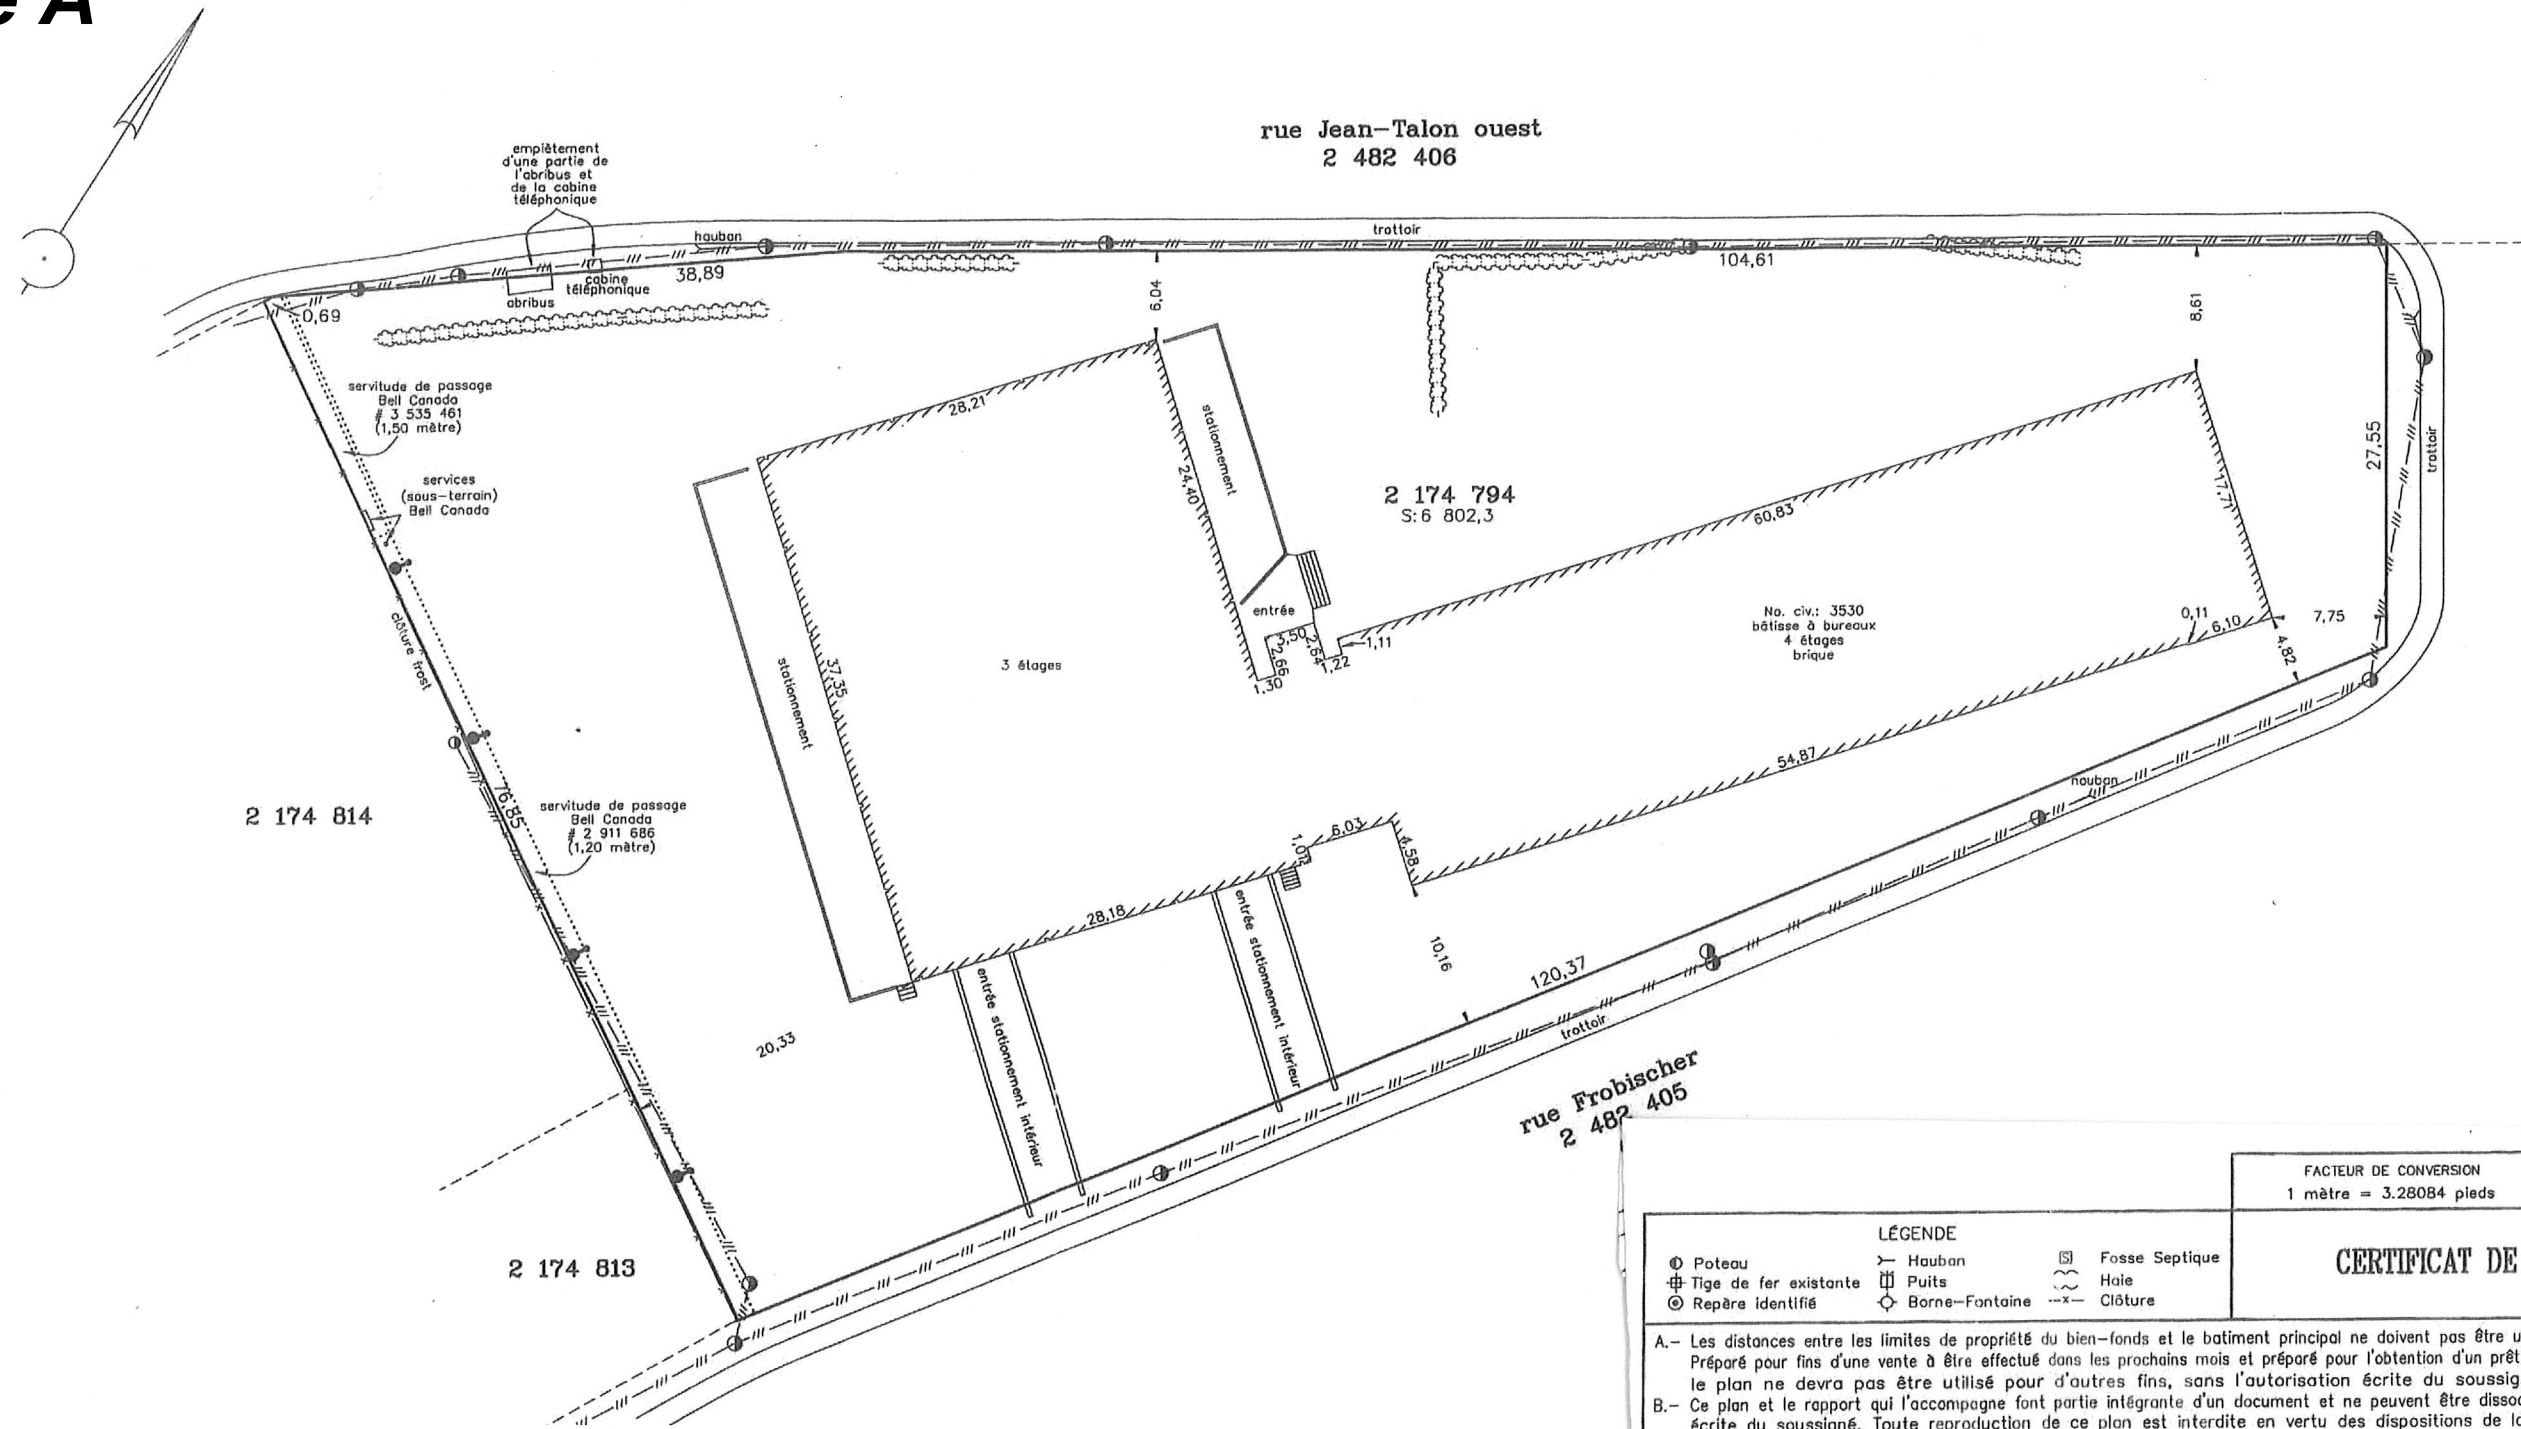 e A
rue Jean-Talon ouest
2 482 406
empiètement
d'une partie de
l'abribus et
de la cabine
téléphonique
hauban
trottoir
38,89
104,61
cabine
téléphonique
abribus
0,69
6,04
8,61
servitude de passage
Bell Canada
# 3 535 461
(1,50 mètre)
28,21
stationnement
24,40
27,55
trottoir
services
(sous-terrain)
Bell Canada
2 174 794
S: 6 802,3
60,83
17,71
clôture frost
entrée
3,50
2,66
2,64
1,11
1,22
1,30
No. civ.: 3530
bâtisse à bureaux
4 étages
brique
0,11
6,10
7,75
4,82
stationnement
37,35
3 étages
54,87
hauban
2 174 814
76,85
servitude de passage
Bell Canada
# 2 911 686
(1,20 mètre)
1,01
6,03
4,58
28,18
entrée stationnement intérieur
entrée stationnement intérieur
10,16
120,37
20,33
trottoir
rue Frobischer
2 482 405
2 174 813
FACTEUR DE CONVERSION
1 mètre = 3.28084 pieds
LÉGENDE
Poteau
Hauban
[S] Fosse Septique
Tige de fer existante
Puits
Haie
Repère identifié
Borne-Fontaine
--x— Clôture
CERTIFICAT DE
A.- Les distances entre les limites de propriété du bien-fonds et le batiment principal ne doivent pas être u
Préparé pour fins d'une vente à être effectué dans les prochains mois et préparé pour l'obtention d'un prêt
le plan ne devra pas être utilisé pour d'autres fins, sans l'autorisation écrite du soussig
B.- Ce plan et le rapport qui l'accompagne font partie intégrante d'un document et ne peuvent être dissoc
écrite du soussigné. Toute reproduction de ce plan est interdite en vertu des dispositions de la